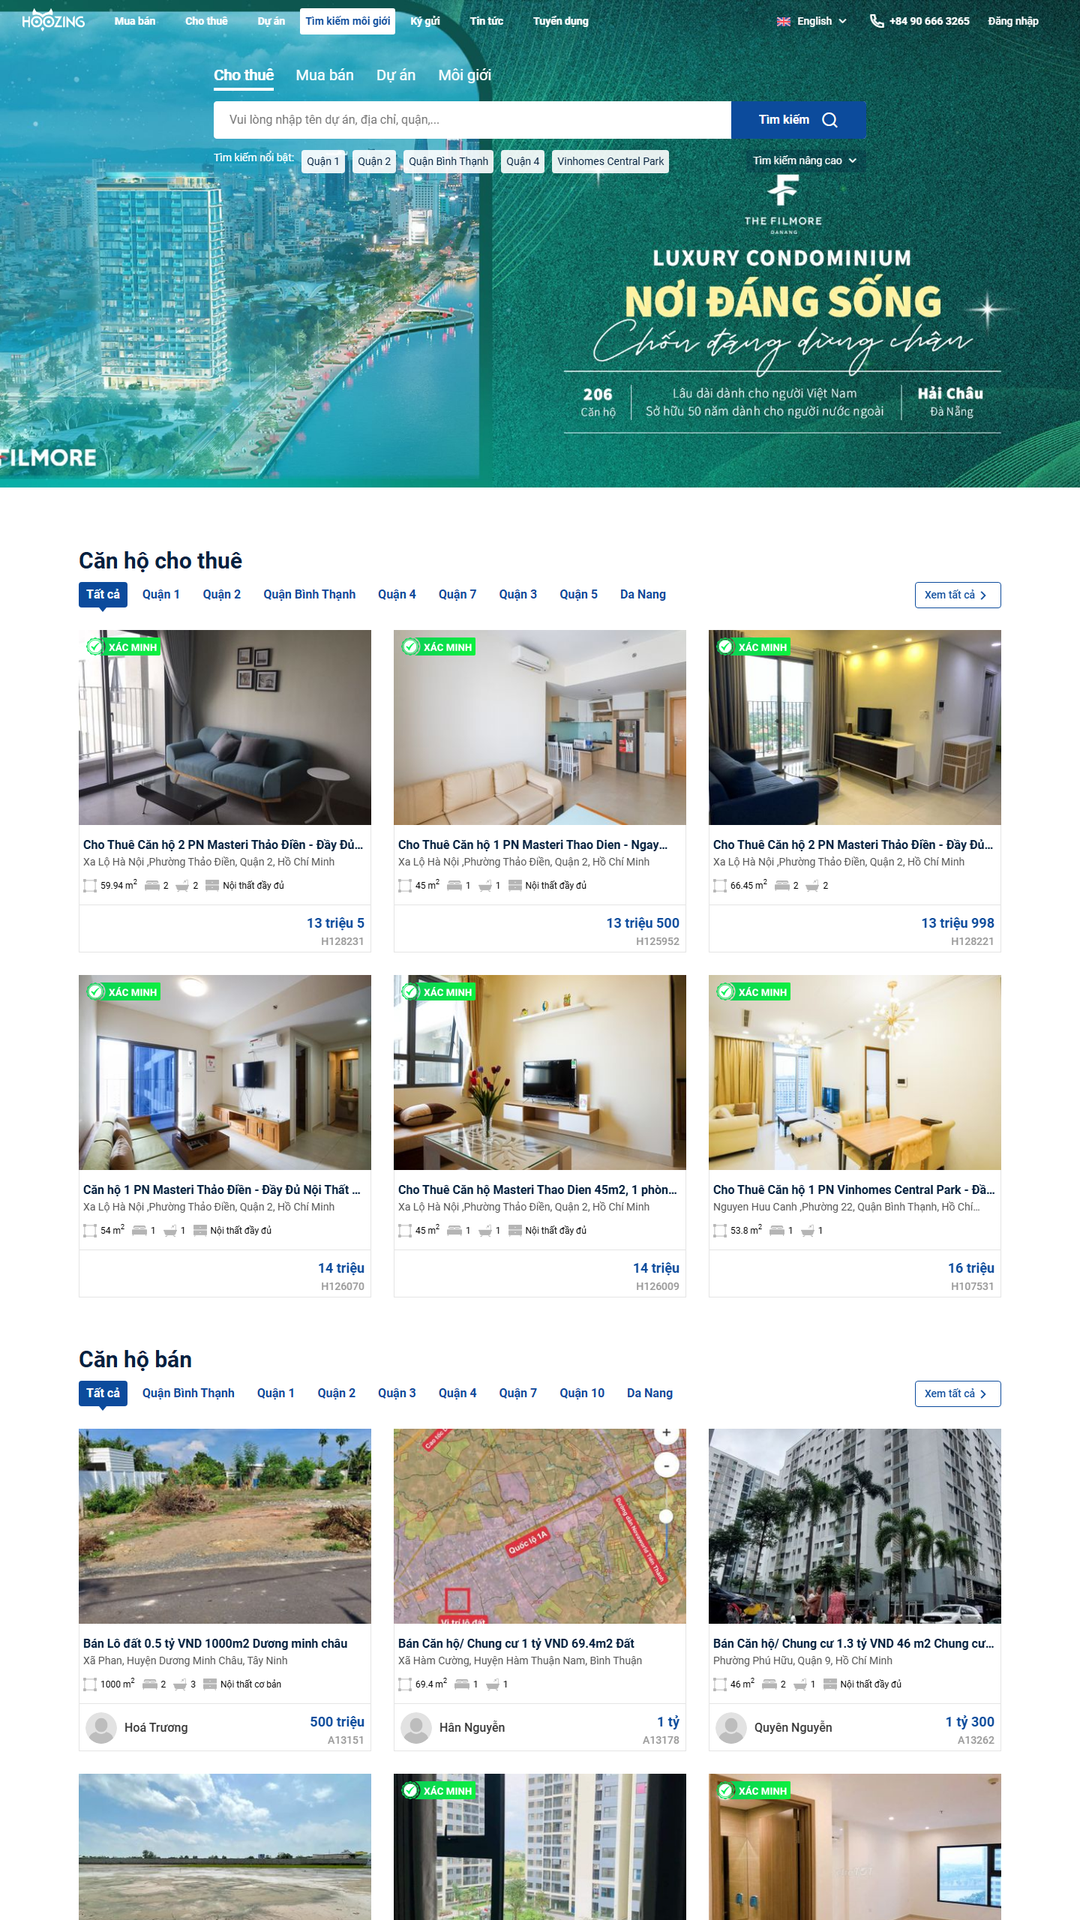 HOOZING
Mua bán
Cho thuê
Dự án
Tìm kiếm môi giới
Ký gửi
Tin tức
Tuyển dụng
English
+84 90 666 3265
Đăng nhập
Cho thuê
Mua bán
Dự án
Môi giới
Vui lòng nhập tên dự án, địa chỉ, quận,...
Tìm kiếm
Tìm kiếm nổi bật:
Quận 1
Quận 2
Quận Bình Thạnh
Quận 4
Vinhomes Central Park
Tìm kiếm nâng cao
THE FILMORE
DANANG
LUXURY CONDOMINIUM
NƠI ĐÁNG SỐNG
Chốn đáng dừng chân
206
Căn hộ
Lâu dài dành cho người Việt Nam
Sở hữu 50 năm dành cho người nước ngoài
Hải Châu
Đà Nẵng
FILMORE
Căn hộ cho thuê
Tất cả
Quận 1
Quận 2
Quận Bình Thạnh
Quận 4
Quận 7
Quận 3
Quận 5
Da Nang
Xem tất cả
XÁC MINH
XÁC MINH
XÁC MINH
Cho Thuê Căn hộ 2 PN Masteri Thảo Điền - Đầy Đủ...
Xa Lộ Hà Nội ,Phường Thảo Điền, Quận 2, Hồ Chí Minh
59.94 m2 2 2 Nội thất đầy đủ
13 triệu 5
H128231
Cho Thuê Căn hộ 1 PN Masteri Thao Dien - Ngay...
Xa Lộ Hà Nội ,Phường Thảo Điền, Quận 2, Hồ Chí Minh
45 m2 1 1 Nội thất đầy đủ
13 triệu 500
H125952
Cho Thuê Căn hộ 2 PN Masteri Thảo Điền - Đầy Đủ...
Xa Lộ Hà Nội ,Phường Thảo Điền, Quận 2, Hồ Chí Minh
66.45 m2 2 2
13 triệu 998
H128221
XÁC MINH
XÁC MINH
XÁC MINH
Căn hộ 1 PN Masteri Thảo Điền - Đầy Đủ Nội Thất ...
Xa Lộ Hà Nội ,Phường Thảo Điền, Quận 2, Hồ Chí Minh
54 m2 1 1 Nội thất đầy đủ
14 triệu
H126070
Cho Thuê Căn hộ Masteri Thao Dien 45m2, 1 phòn...
Xa Lộ Hà Nội ,Phường Thảo Điền, Quận 2, Hồ Chí Minh
45 m2 1 1 Nội thất đầy đủ
14 triệu
H126009
Cho Thuê Căn hộ 1 PN Vinhomes Central Park - Đầ...
Nguyen Huu Canh ,Phường 22, Quận Bình Thạnh, Hồ Chí...
53.8 m2 1 1
16 triệu
H107531
Căn hộ bán
Tất cả
Quận Bình Thạnh
Quận 1
Quận 2
Quận 3
Quận 4
Quận 7
Quận 10
Da Nang
Xem tất cả
Cao tốc
Quốc lộ 1A
Đường dẫn Novaworld Tiến Thành
Vị trí lô đất
+
-
Bán Lô đất 0.5 tỷ VND 1000m2 Dương minh châu
Xã Phan, Huyện Dương Minh Châu, Tây Ninh
1000 m2 2 3 Nội thất cơ bản
Hoá Trương
500 triệu
A13151
Bán Căn hộ/ Chung cư 1 tỷ VND 69.4m2 Đất
Xã Hàm Cường, Huyện Hàm Thuận Nam, Bình Thuận
69.4 m2 1 1
Hân Nguyễn
1 tỷ
A13178
Bán Căn hộ/ Chung cư 1.3 tỷ VND 46 m2 Chung cư...
Phường Phú Hữu, Quận 9, Hồ Chí Minh
46 m2 2 1 Nội thất đầy đủ
Quyên Nguyễn
1 tỷ 300
A13262
XÁC MINH
XÁC MINH